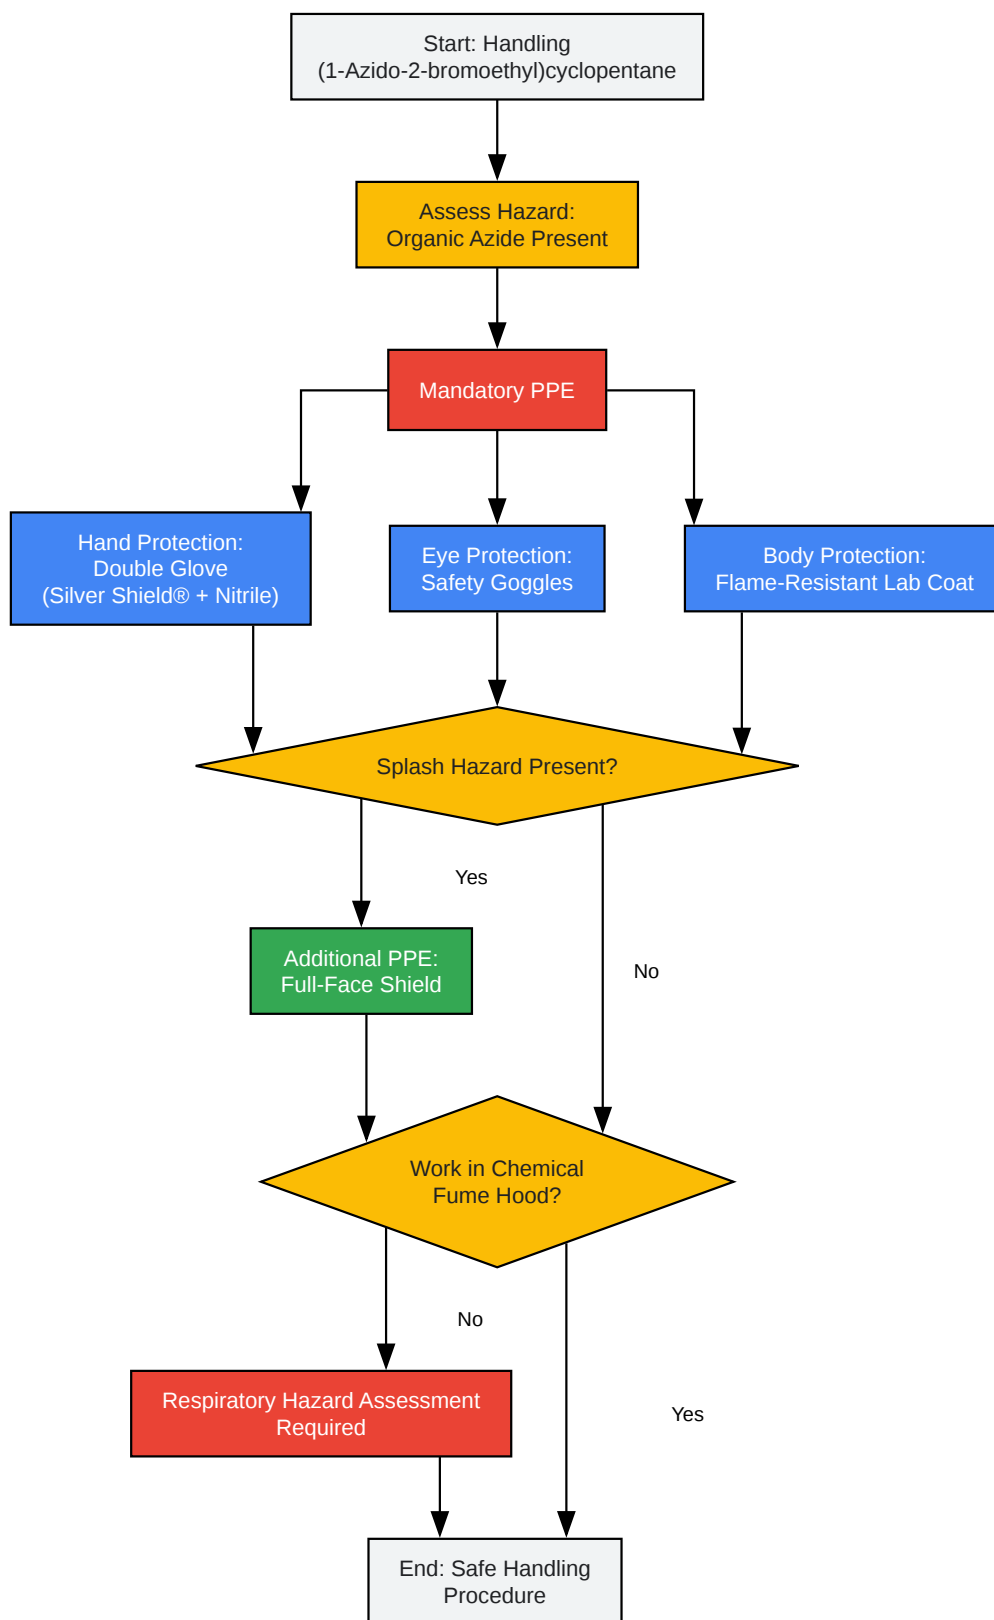 Start: Handling
(1-Azido-2-bromoethyl)cyclopentane
Assess Hazard:
Organic Azide Present
Mandatory PPE
Hand Protection:
Double Glove
(Silver Shield® + Nitrile)
Eye Protection:
Safety Goggles
Body Protection:
Flame-Resistant Lab Coat
Splash Hazard Present?
Yes
Additional PPE:
Full-Face Shield
No
Work in Chemical
Fume Hood?
No
Respiratory Hazard Assessment
Required
Yes
End: Safe Handling
Procedure